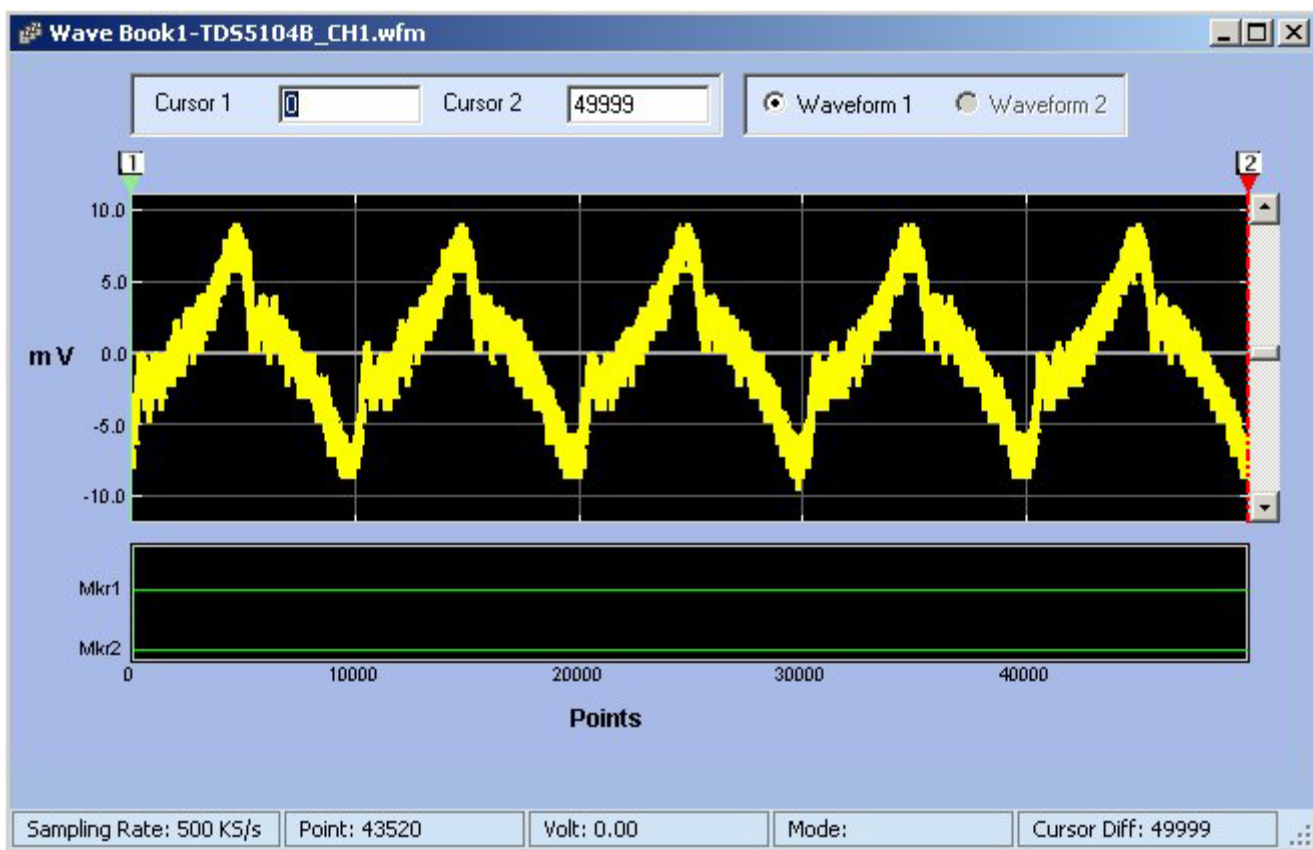 Wave Book1-TDS5104B_CH1.wfm
Cursor 1 0 Cursor 2 49999 Waveform 1 Waveform 2
1 2
10.0
5.0
m V 0.0
-5.0
-10.0
Mkr1
Mkr2
0 10000 20000 30000 40000
Points
Sampling Rate: 500 KS/s Point: 43520 Volt: 0.00 Mode: Cursor Diff: 49999